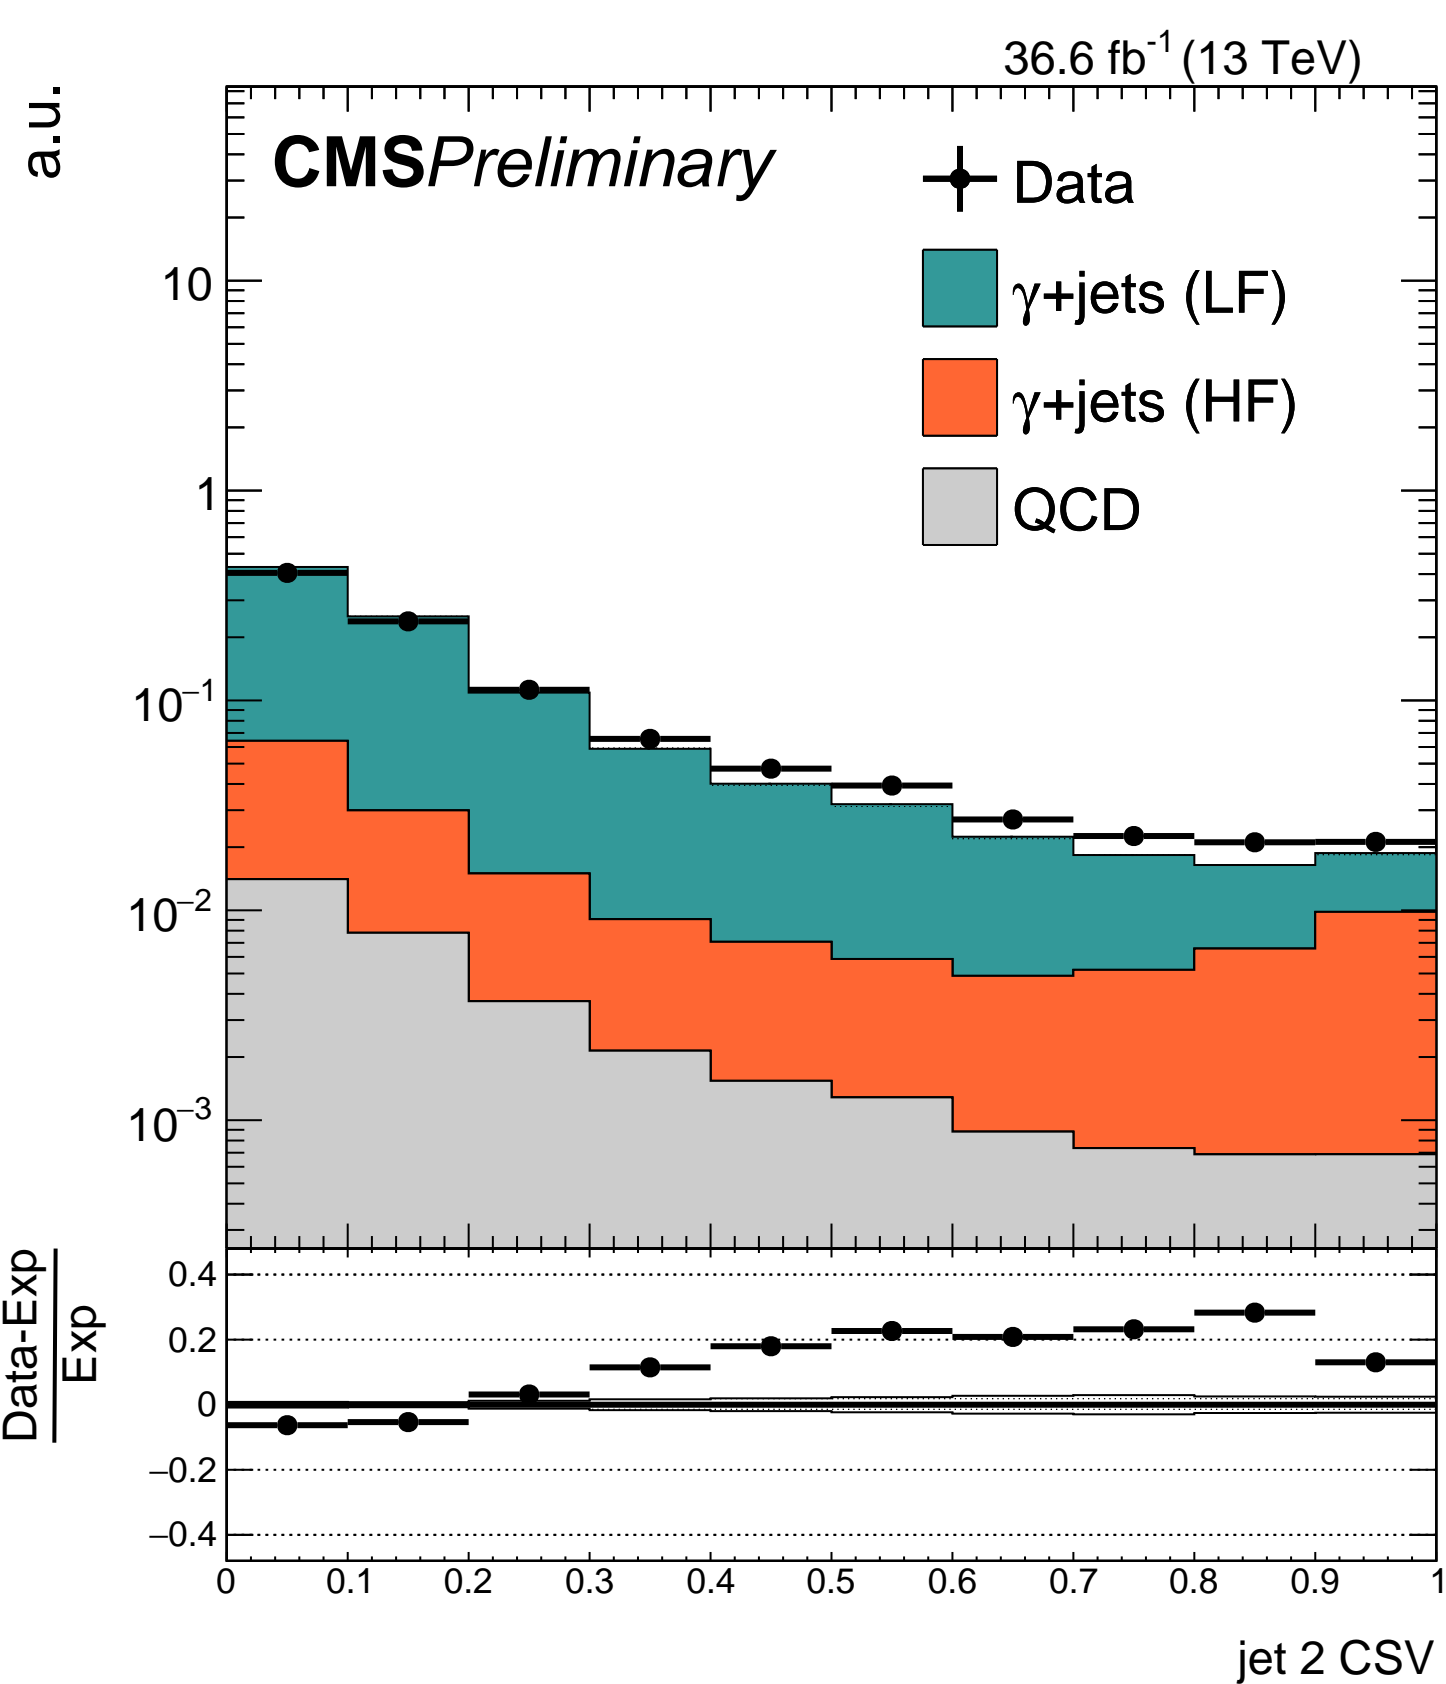 36.6 fb⁻¹ (13 TeV)
a.u.
CMS Preliminary
Data
γ+jets (LF)
γ+jets (HF)
QCD
10
1
10⁻¹
10⁻²
10⁻³
Data-Exp
Exp
0.4
0.2
0
−0.2
−0.4
0 0.1 0.2 0.3 0.4 0.5 0.6 0.7 0.8 0.9 1
jet 2 CSV